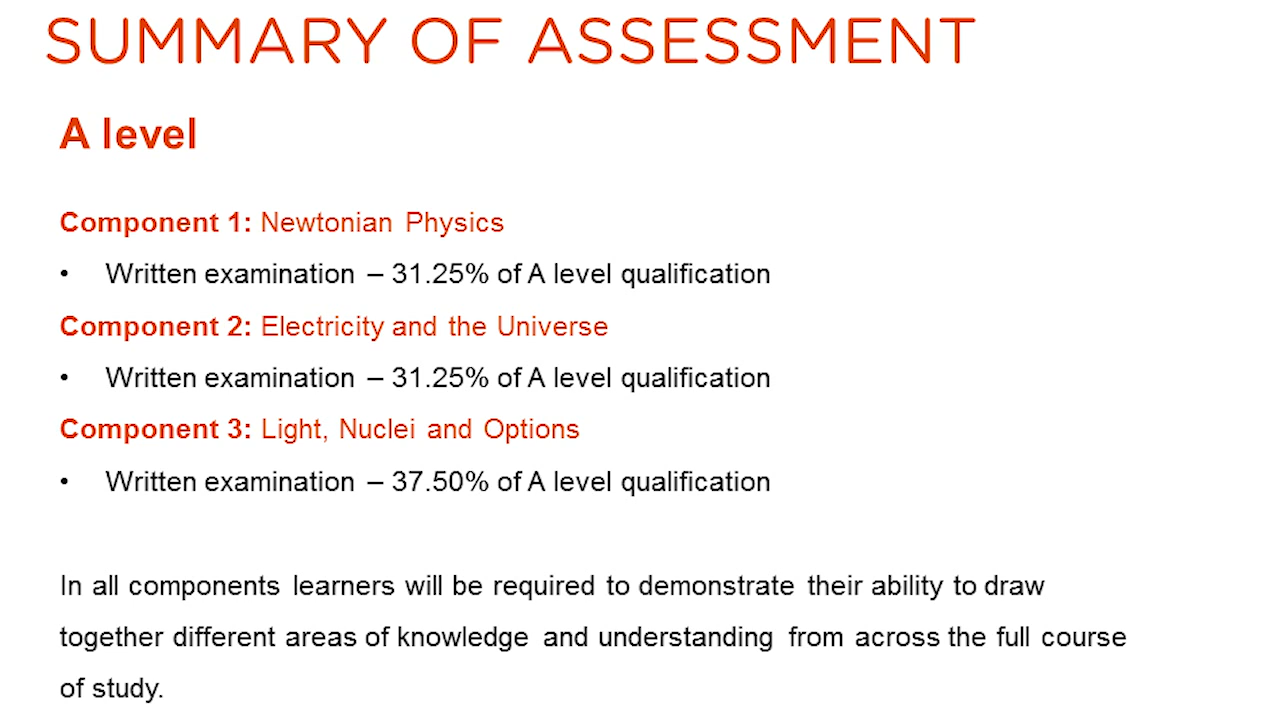 SUMMARY OF ASSESSMENT
A level
Component 1: Newtonian Physics
• Written examination – 31.25% of A level qualification
Component 2: Electricity and the Universe
• Written examination – 31.25% of A level qualification
Component 3: Light, Nuclei and Options
• Written examination – 37.50% of A level qualification
In all components learners will be required to demonstrate their ability to draw
together different areas of knowledge and understanding from across the full course
of study.